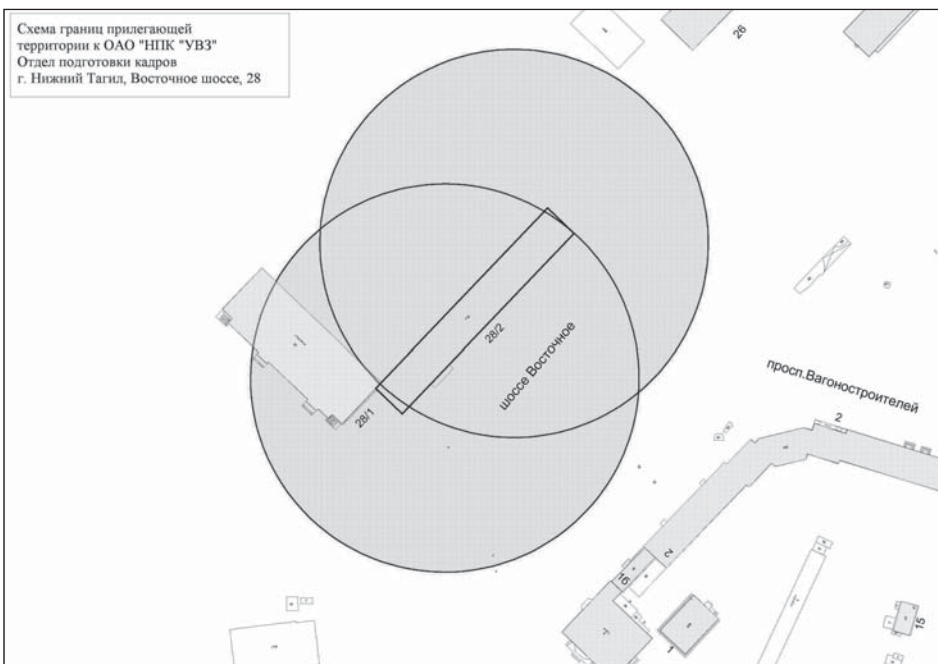 Схема границ прилегающей
территории к ОАО "НПК "УВЗ"
Отдел подготовки кадров
г. Нижний Тагил, Восточное шоссе, 28
26
28/2
шоссе Восточное
28/1
просп.Вагоностроителей
2
2
16
1
15